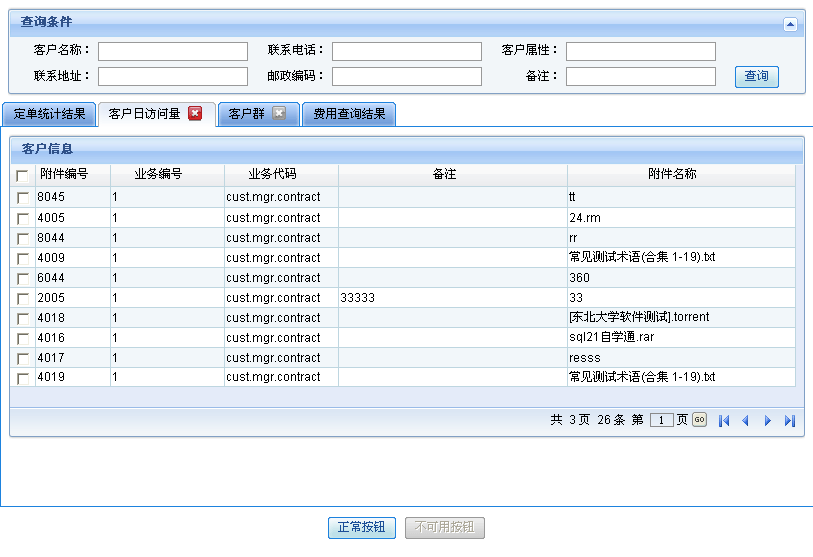 查询条件
客户名称： 联系电话： 客户属性：
联系地址： 邮政编码： 备注： 查询
定单统计结果 客户日访问量 客户群 费用查询结果
客户信息
附件编号 业务编号 业务代码 备注 附件名称
8045 1 cust.mgr.contract tt
4005 1 cust.mgr.contract 24.rm
8044 1 cust.mgr.contract rr
4009 1 cust.mgr.contract 常见测试术语(合集 1-19).txt
6044 1 cust.mgr.contract 360
2005 1 cust.mgr.contract 33333 33
4018 1 cust.mgr.contract [东北大学软件测试].torrent
4016 1 cust.mgr.contract sql21自学通.rar
4017 1 cust.mgr.contract resss
4019 1 cust.mgr.contract 常见测试术语(合集 1-19).txt
共 3 页 26 条 第 1 页 GO
正常按钮 不可用按钮